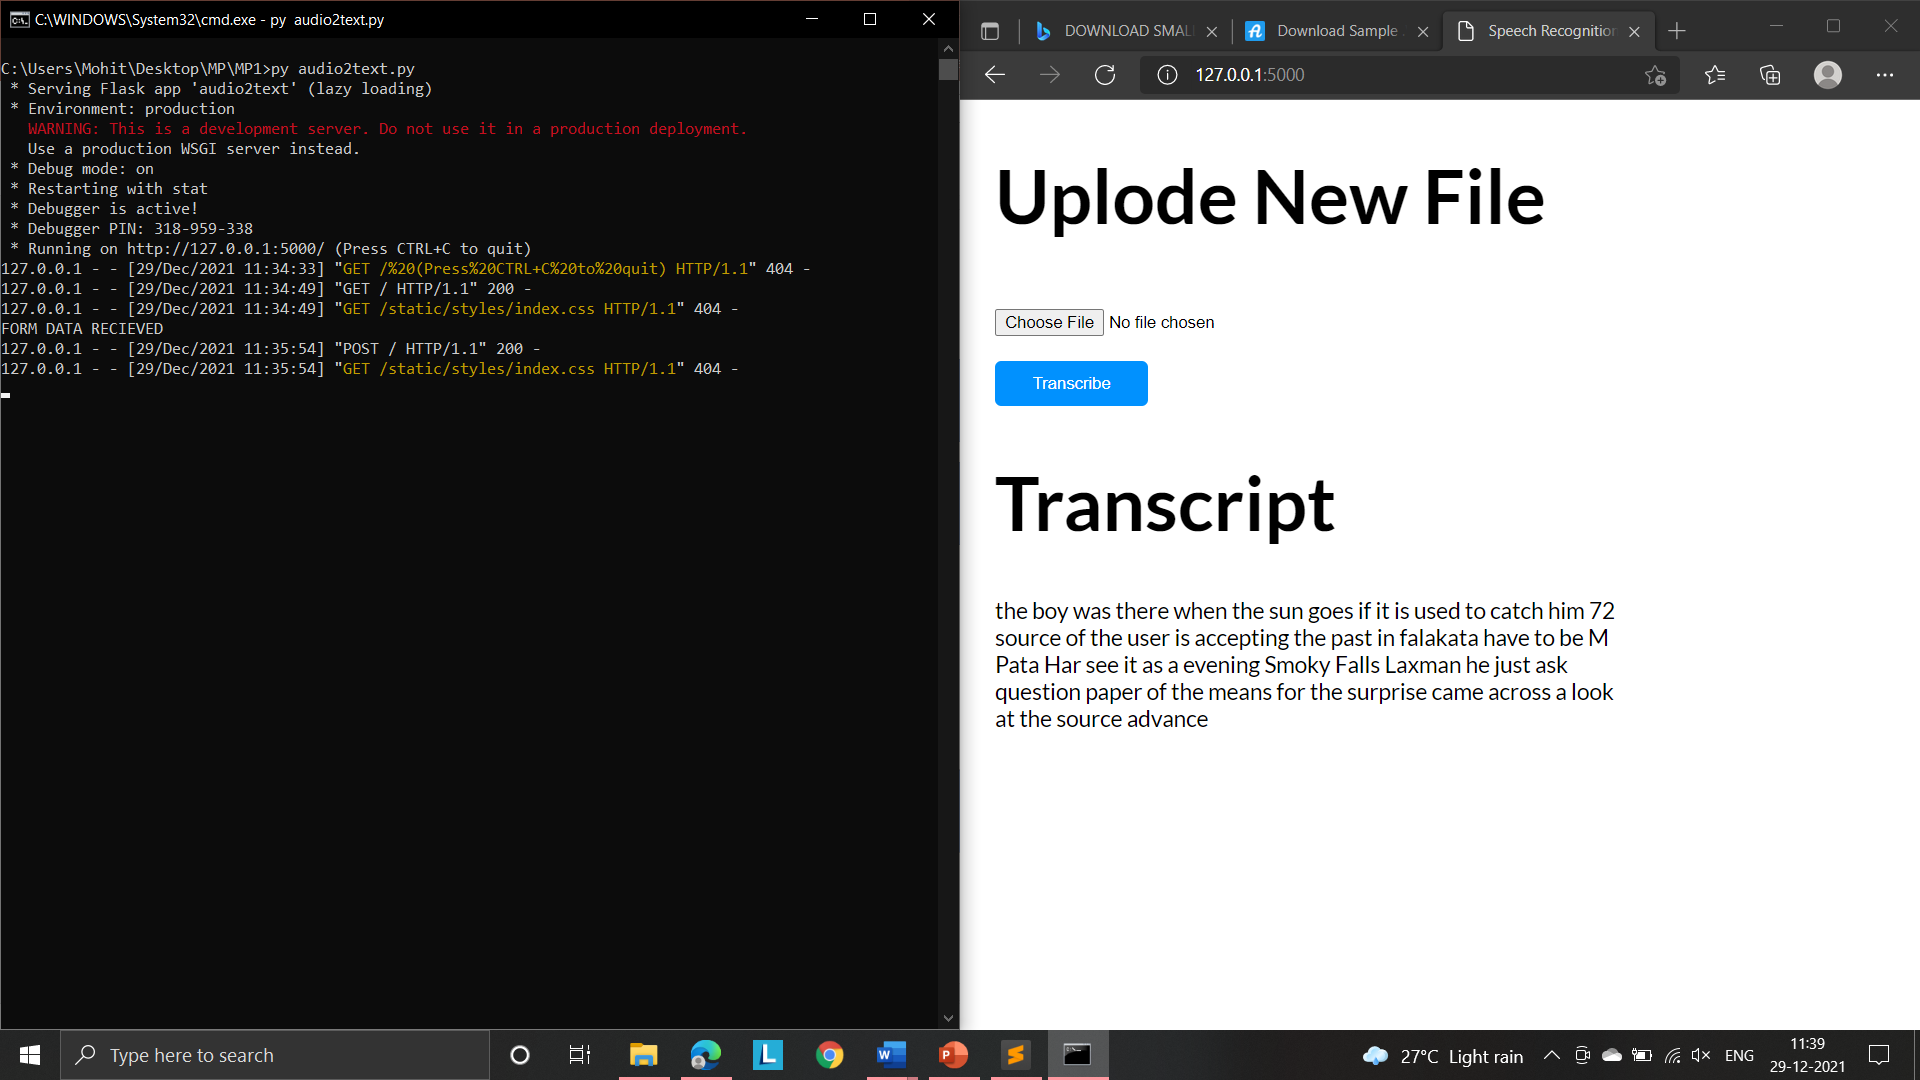 C:\WINDOWS\System32\cmd.exe - py audio2text.py
C:\Users\Mohit\Desktop\MP\MP1>py audio2text.py
* Serving Flask app 'audio2text' (lazy loading)
* Environment: production
WARNING: This is a development server. Do not use it in a production deployment.
Use a production WSGI server instead.
* Debug mode: on
* Restarting with stat
* Debugger is active!
* Debugger PIN: 318-959-338
* Running on http://127.0.0.1:5000/ (Press CTRL+C to quit)
127.0.0.1 - - [29/Dec/2021 11:34:33] "GET /%20(Press%20CTRL+C%20to%20quit) HTTP/1.1" 404 -
127.0.0.1 - - [29/Dec/2021 11:34:49] "GET / HTTP/1.1" 200 -
127.0.0.1 - - [29/Dec/2021 11:34:49] "GET /static/styles/index.css HTTP/1.1" 404 -
FORM DATA RECIEVED
127.0.0.1 - - [29/Dec/2021 11:35:54] "POST / HTTP/1.1" 200 -
127.0.0.1 - - [29/Dec/2021 11:35:54] "GET /static/styles/index.css HTTP/1.1" 404 -
DOWNLOAD SMAL
Download Sample
Speech Recognition
127.0.0.1:5000
Uplode New File
Choose File No file chosen
Transcribe
Transcript
the boy was there when the sun goes if it is used to catch him 72
source of the user is accepting the past in falakata have to be M
Pata Har see it as a evening Smoky Falls Laxman he just ask
question paper of the means for the surprise came across a look
at the source advance
Type here to search
27°C Light rain
ENG
11:39
29-12-2021